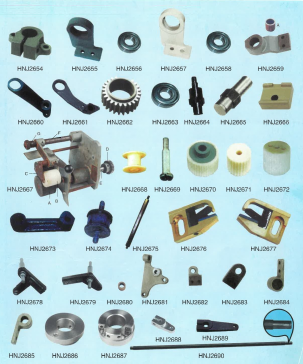 HNJ2654 HNJ2655 HNJ2656 HNJ2657 HNJ2658 HNJ2659
HNJ2660 HNJ2661 HNJ2662 HNJ2663 HNJ2664 HNJ2665 HNJ2666
HNJ2667 HNJ2668 HNJ2669 HNJ2670 HNJ2671 HNJ2672
HNJ2673 HNJ2674 HNJ2675 HNJ2676 HNJ2677
HNJ2678 HNJ2679 HNJ2680 HNJ2681 HNJ2682 HNJ2683 HNJ2684
HNJ2685 HNJ2686 HNJ2687 HNJ2688 HNJ2689
HNJ2690